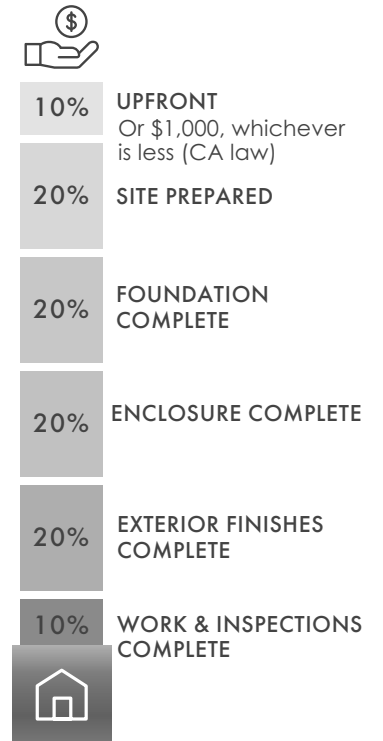 $
10% UPFRONT
Or $1,000, whichever
is less (CA law)
20% SITE PREPARED
20% FOUNDATION
COMPLETE
20% ENCLOSURE COMPLETE
20% EXTERIOR FINISHES
COMPLETE
10% WORK & INSPECTIONS
COMPLETE